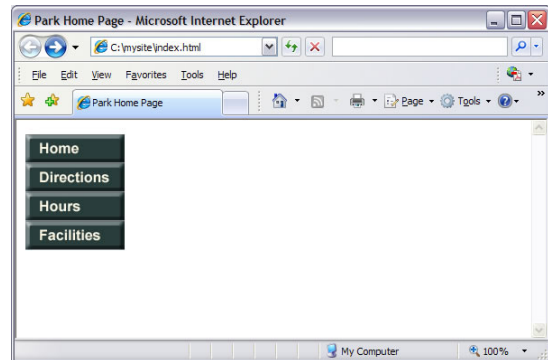 Park Home Page - Microsoft Internet Explorer
C:\mysite\index.html
File Edit View Favorites Tools Help
Park Home Page
Page Tools
Home
Directions
Hours
Facilities
My Computer 100%